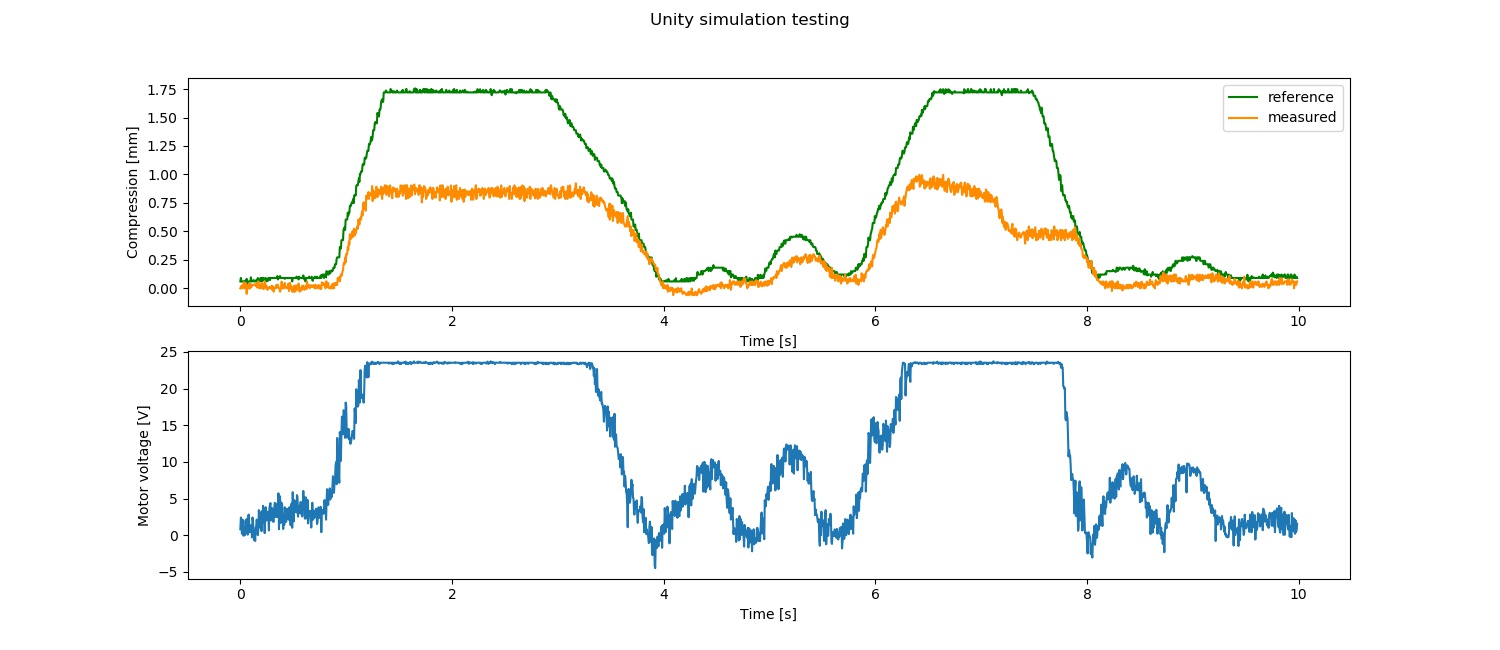 Unity simulation testing
Compression [mm]
1.75
1.50
1.25
1.00
0.75
0.50
0.25
0.00
reference
measured
0 2 4 6 8 10
Time [s]
Motor voltage [V]
25
20
15
10
5
0
−5
0 2 4 6 8 10
Time [s]